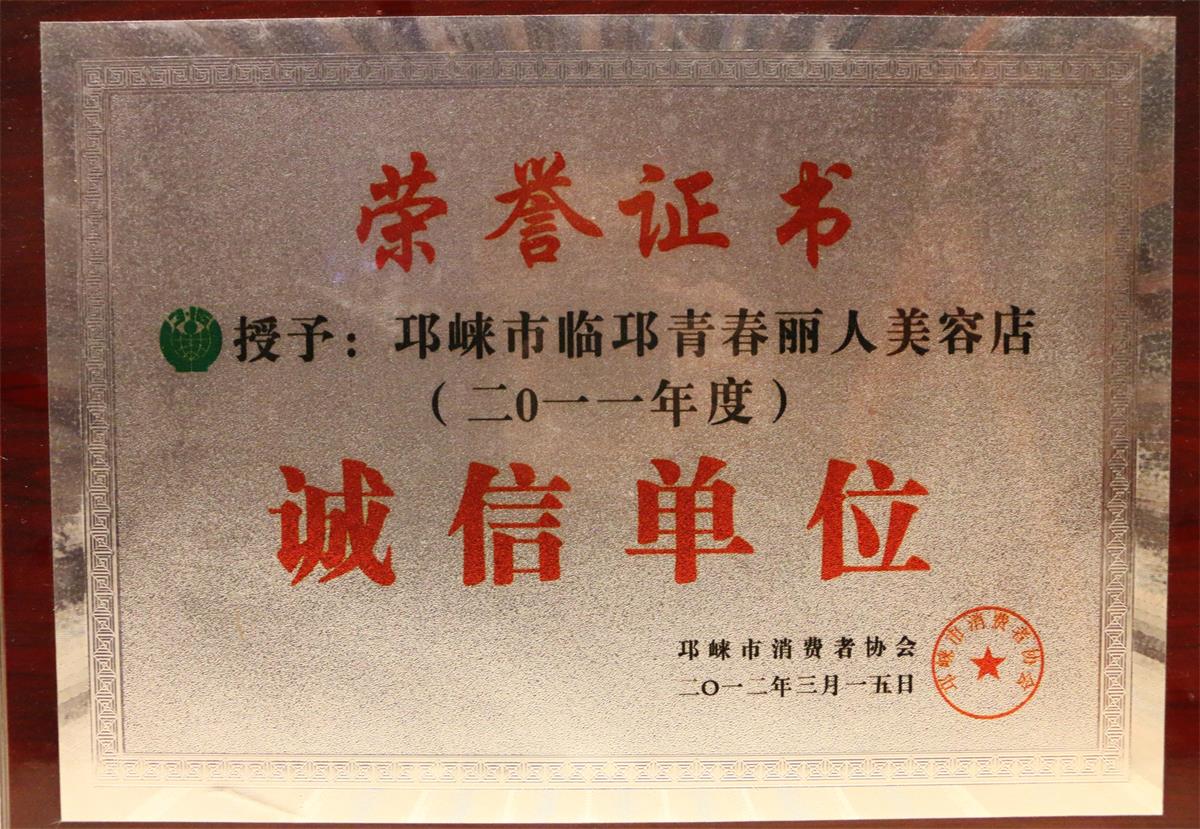 荣誉证书
授予：邛崃市临邛青春丽人美容店
（二0一一年度）
诚信单位
邛崃市消费者协会
二〇一二年三月一五日
邛崃市消费者协会